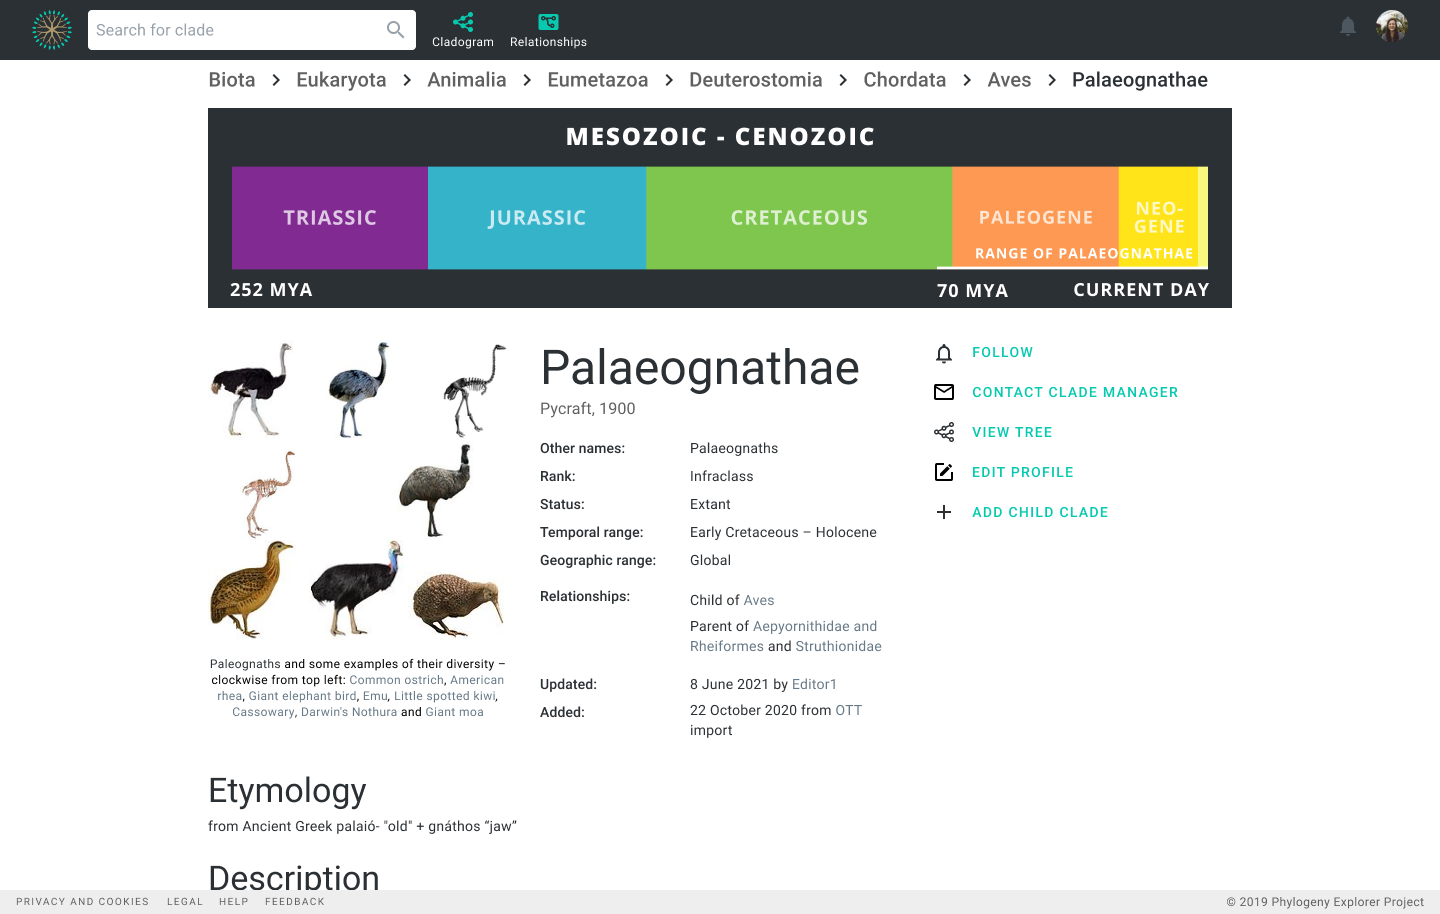 Search for clade
Cladogram
Relationships
Biota > Eukaryota > Animalia > Eumetazoa > Deuterostomia > Chordata > Aves > Palaeognathae
MESOZOIC - CENOZOIC
TRIASSIC
JURASSIC
CRETACEOUS
PALEOGENE
NEO-
GENE
RANGE OF PALAEOGNATHAE
252 MYA
70 MYA
CURRENT DAY
Paleognaths and some examples of their diversity –
clockwise from top left: Common ostrich, American
rhea, Giant elephant bird, Emu, Little spotted kiwi,
Cassowary, Darwin's Nothura and Giant moa
Palaeognathae
Pycraft, 1900
Other names: Palaeognaths
Rank: Infraclass
Status: Extant
Temporal range: Early Cretaceous – Holocene
Geographic range: Global
Relationships: Child of Aves
Parent of Aepyornithidae and
Rheiformes and Struthionidae
Updated: 8 June 2021 by Editor1
Added: 22 October 2020 from OTT
import
FOLLOW
CONTACT CLADE MANAGER
VIEW TREE
EDIT PROFILE
ADD CHILD CLADE
Etymology
from Ancient Greek palaió- "old" + gnáthos “jaw”
Description
PRIVACY AND COOKIES LEGAL HELP FEEDBACK
© 2019 Phylogeny Explorer Project